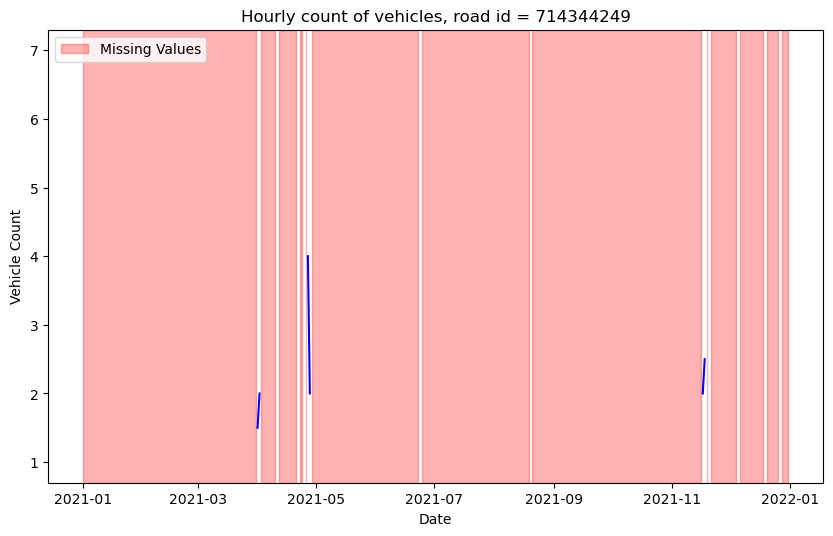 Hourly count of vehicles, road id = 714344249
Missing Values
Vehicle Count
7
6
5
4
3
2
1
2021-01 2021-03 2021-05 2021-07 2021-09 2021-11 2022-01
Date